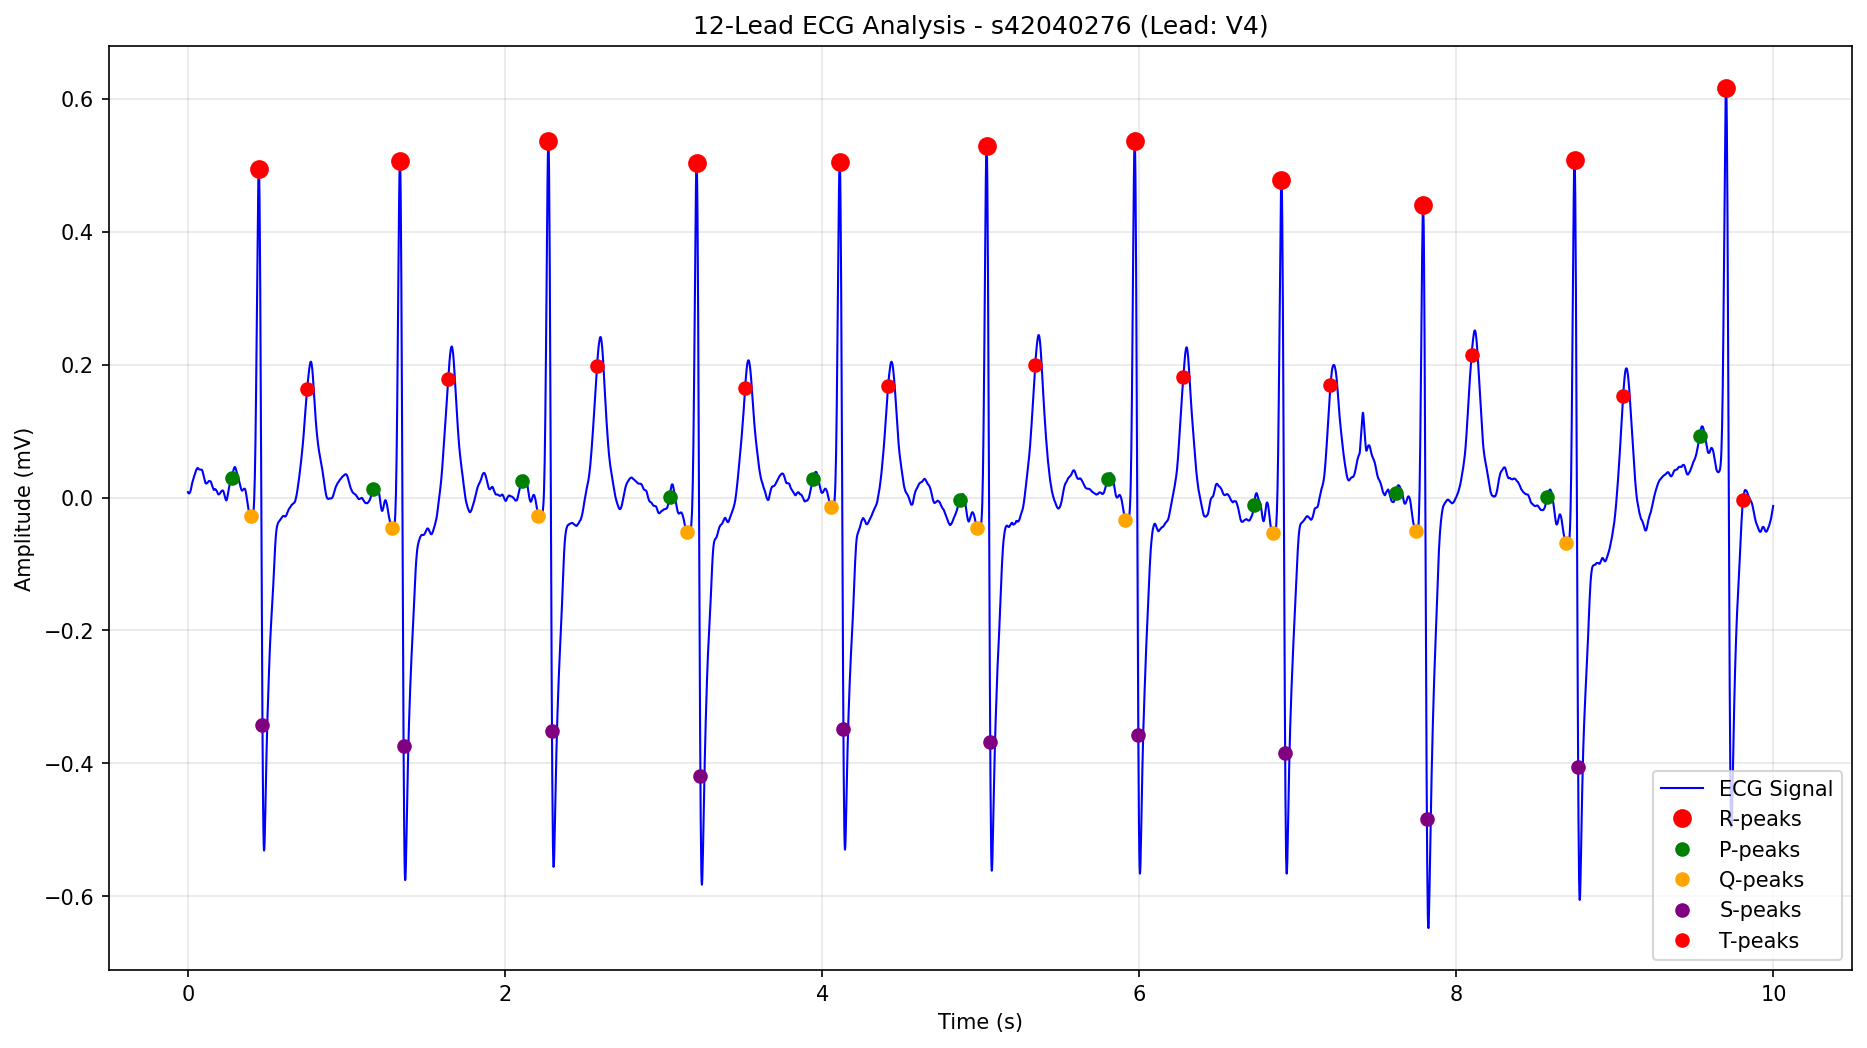 12-Lead ECG Analysis - s42040276 (Lead: V4)
Amplitude (mV)
0.6
0.4
0.2
0.0
−0.2
−0.4
−0.6
ECG Signal
R-peaks
P-peaks
Q-peaks
S-peaks
T-peaks
0 2 4 6 8 10
Time (s)